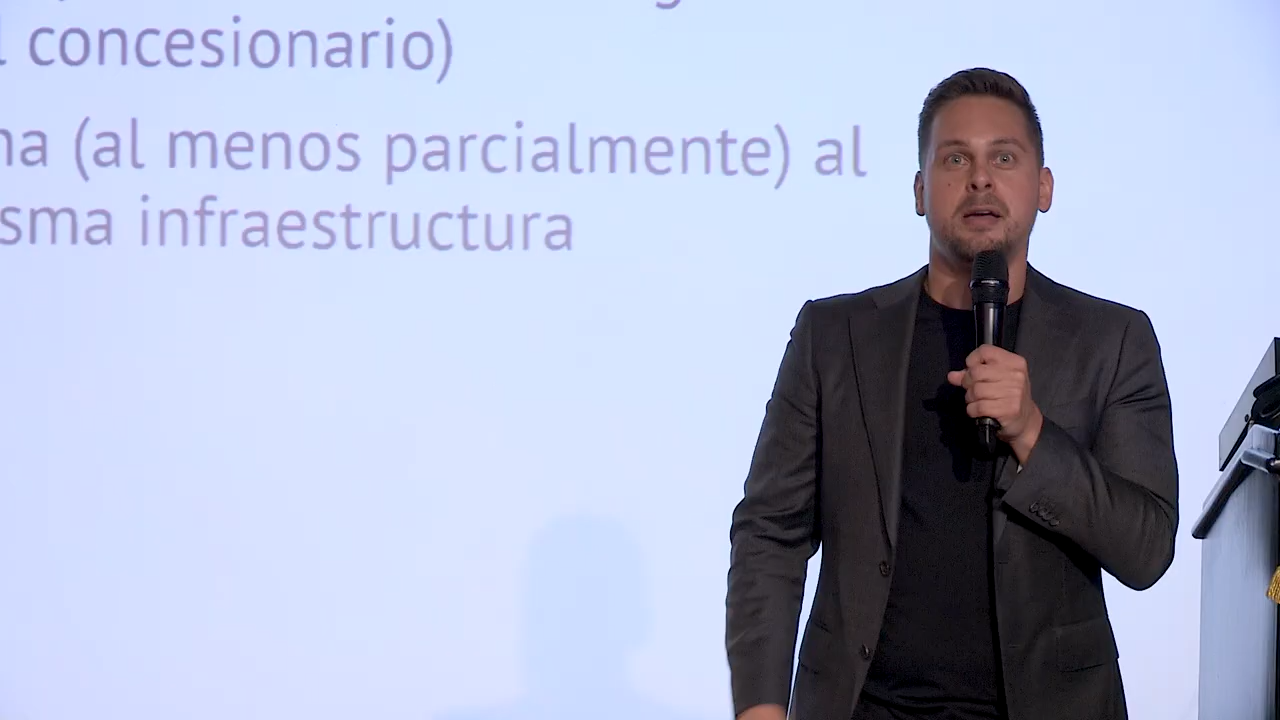 concesionario)
(al menos parcialmente) al
infraestructura